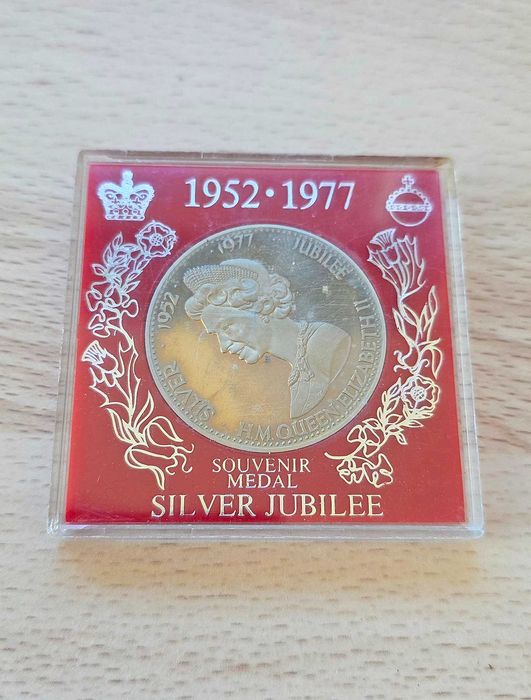 1952·1977
SILVER 1952 · 1977 JUBILEE
H.M. QUEEN ELIZABETH II
SOUVENIR
MEDAL
SILVER JUBILEE